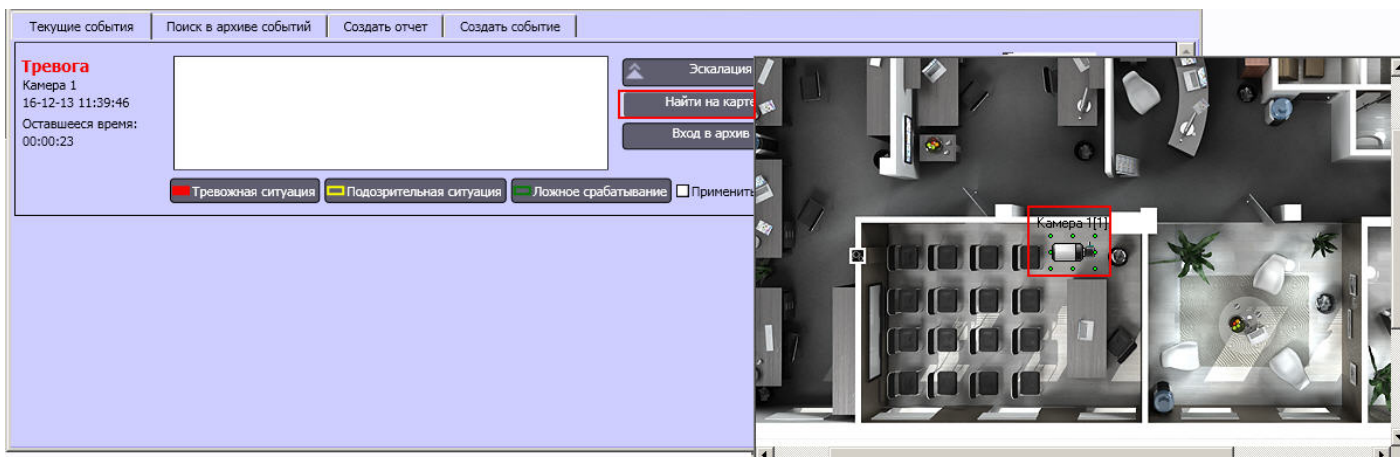 Текущие события
Поиск в архиве событий
Создать отчет
Создать событие
Тревога
Камера 1
16-12-13 11:39:46
Оставшееся время:
00:00:23
Эскалация
Найти на карте
Вход в архив
Тревожная ситуация
Подозрительная ситуация
Ложное срабатывание
Применить
Камера 1[1]